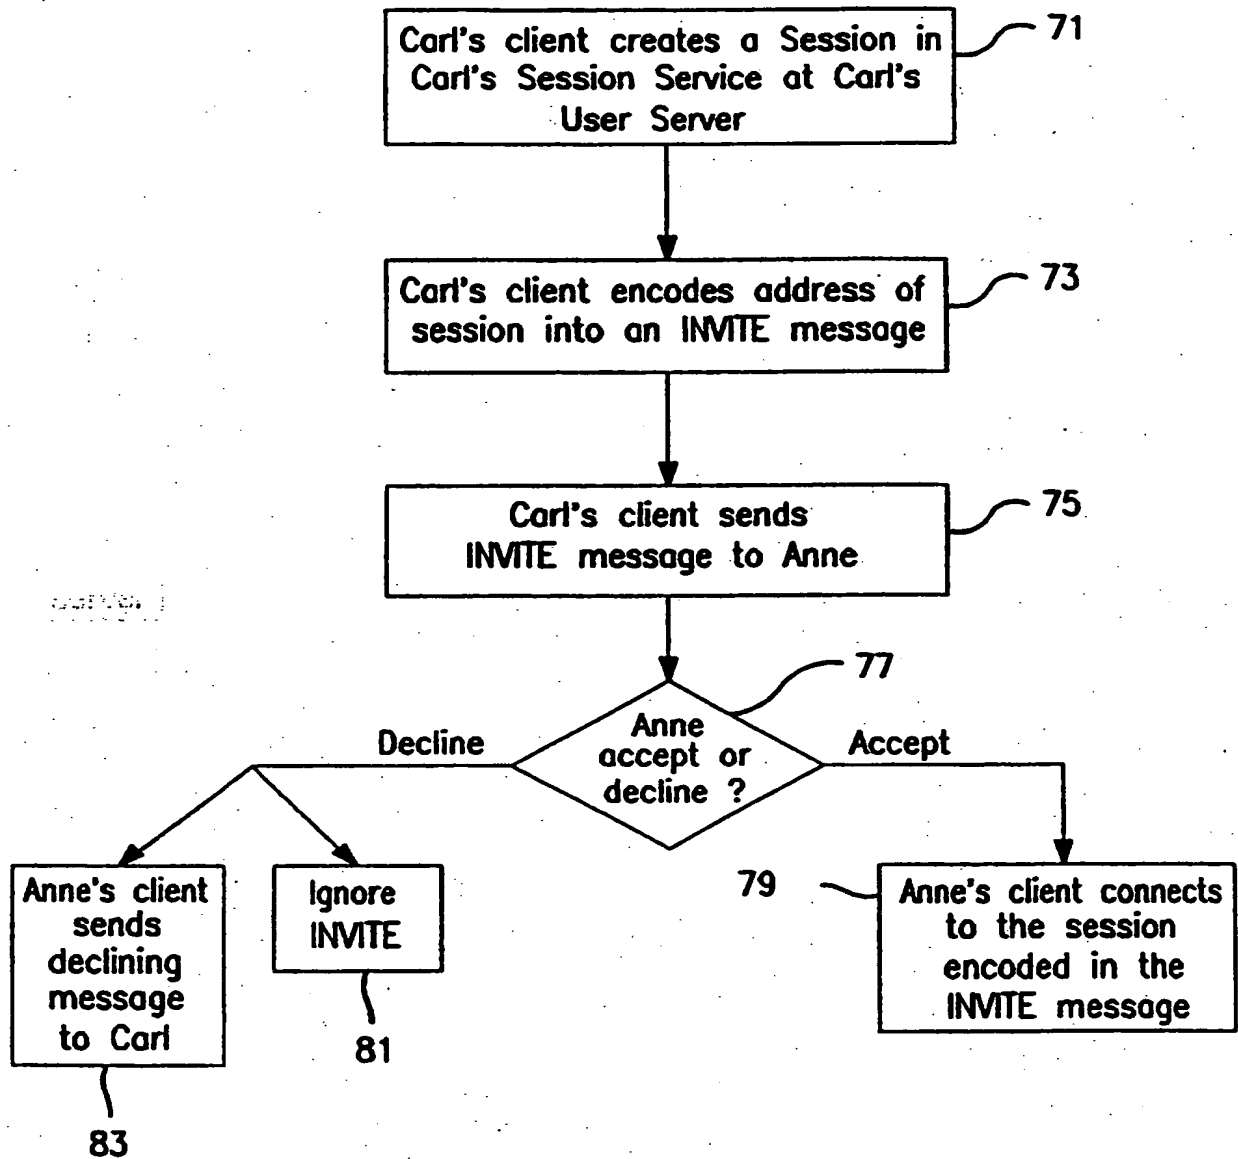 Carl's client creates a Session in
Carl's Session Service at Carl's
User Server
71
Carl's client encodes address of
session into an INVITE message
73
Carl's client sends
INVITE message to Anne
75
77
Anne
accept or
decline ?
Decline
Accept
Anne's client
sends
declining
message
to Carl
83
Ignore
INVITE
81
79
Anne's client connects
to the session
encoded in the
INVITE message